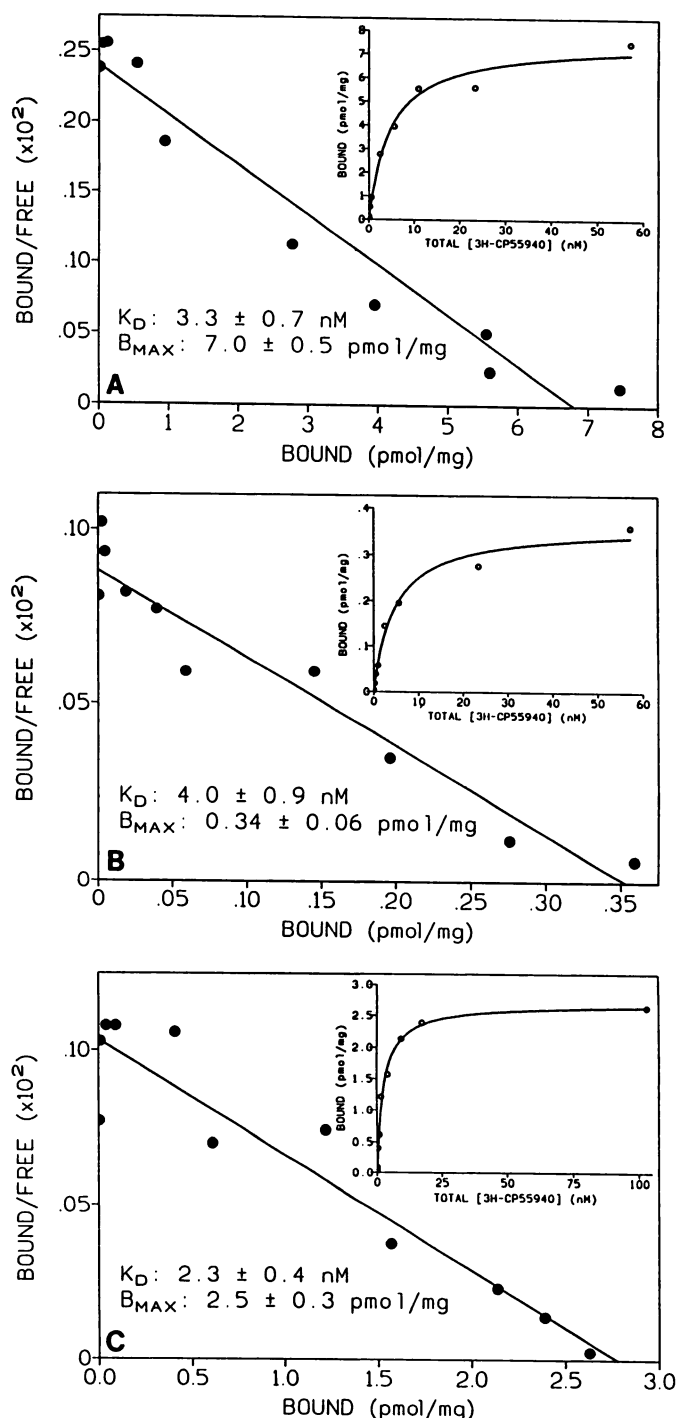 .25
.20
.15
.10
.05
0
BOUND/FREE (x10²)
0 1 2 3 4 5 6 7 8
BOUND (pmol/mg)
K_D: 3.3 ± 0.7 nM
B_MAX: 7.0 ± 0.5 pmol/mg
A
8
7
6
5
4
3
2
1
0
BOUND (pmol/mg)
0 10 20 30 40 50 60
TOTAL [3H-CP55940] (nM)
.10
.05
0
BOUND/FREE (x10²)
0 .05 .10 .15 .20 .25 .30 .35
BOUND (pmol/mg)
K_D: 4.0 ± 0.9 nM
B_MAX: 0.34 ± 0.06 pmol/mg
B
.4
.3
.2
.1
0
BOUND (pmol/mg)
0 10 20 30 40 50 60
TOTAL [3H-CP55940] (nM)
.10
.05
0
BOUND/FREE (x10²)
0.0 0.5 1.0 1.5 2.0 2.5 3.0
BOUND (pmol/mg)
K_D: 2.3 ± 0.4 nM
B_MAX: 2.5 ± 0.3 pmol/mg
C
3.0
2.5
2.0
1.5
1.0
0.5
0.0
BOUND (pmol/mg)
0 25 50 75 100
TOTAL [3H-CP55940] (nM)